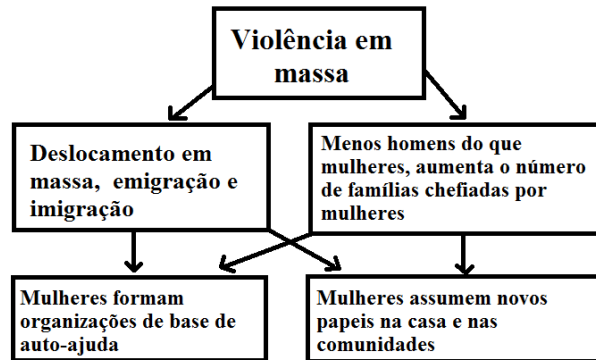 Violência em
massa
Deslocamento em
massa, emigração e
imigração
Menos homens do que
mulheres, aumenta o número
de famílias chefiadas por
mulheres
Mulheres formam
organizações de base de
auto-ajuda
Mulheres assumem novos
papeis na casa e nas
comunidades